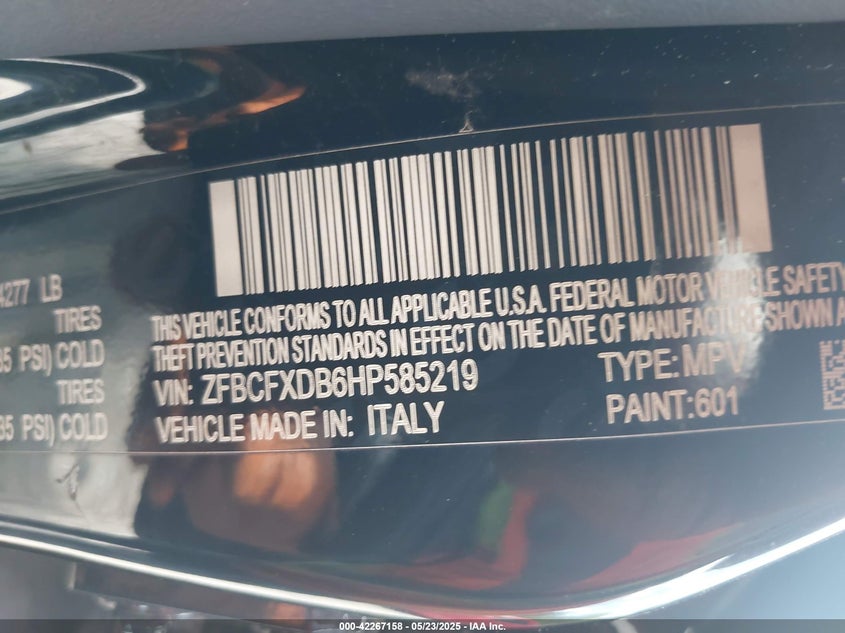 4277 LB
TIRES
35 PSI) COLD
TIRES
35 PSI) COLD
THIS VEHICLE CONFORMS TO ALL APPLICABLE U.S.A. FEDERAL MOTOR VEHICLE SAFETY
THEFT PREVENTION STANDARDS IN EFFECT ON THE DATE OF MANUFACTURE SHOWN A
VIN: ZFBCFXDB6HP585219 TYPE: MPV
VEHICLE MADE IN: ITALY PAINT:601
000-42267158 - 05/23/2025 - IAA Inc.